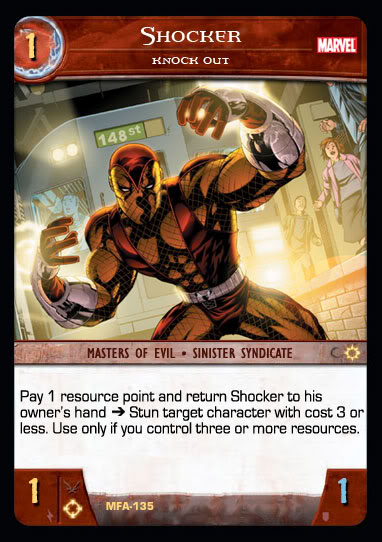 1
SHOCKER
KNOCK OUT
MARVEL
148st
MASTERS OF EVIL • SINISTER SYNDICATE
C
Pay 1 resource point and return Shocker to his
owner's hand ➔ Stun target character with cost 3 or
less. Use only if you control three or more resources.
1
MFA-135
1